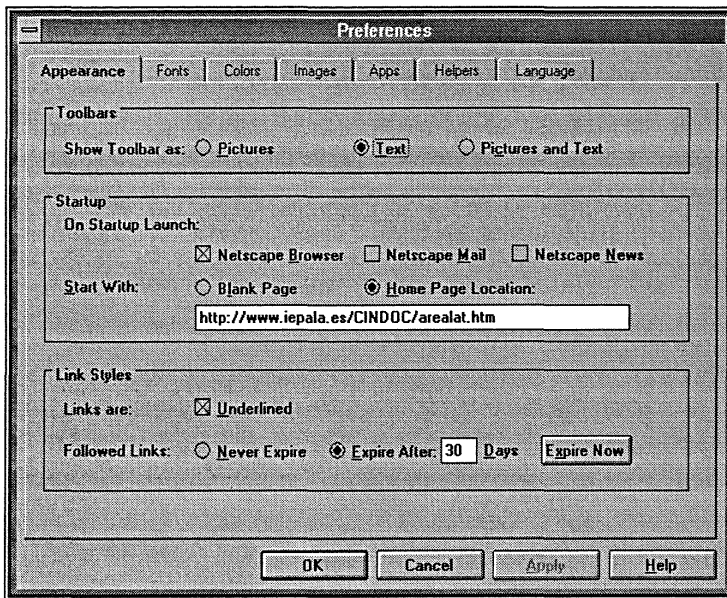 Preferences
Appearance Fonts Colors Images Apps Helpers Language
Toolbars
Show Toolbar as: Pictures Text Pictures and Text
Startup
On Startup Launch:
Netscape Browser Netscape Mail Netscape News
Start With: Blank Page Home Page Location:
http://www.iepala.es/CINDOC/arealat.htm
Link Styles
Links are: Underlined
Followed Links: Never Expire Expire After: 30 Days Expire Now
OK Cancel Apply Help